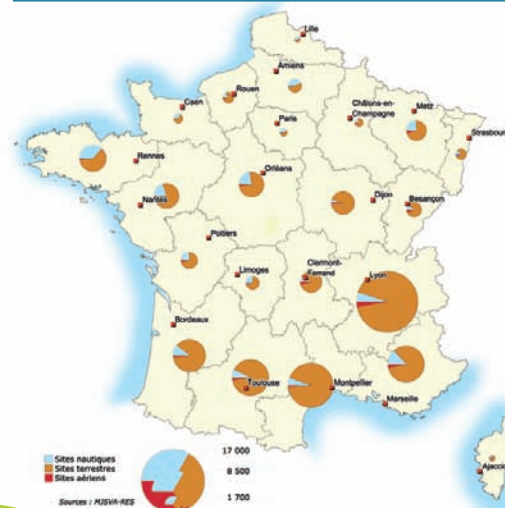 Lille
Amiens
Rouen
Caen
Paris
Châlons-en-
Champagne
Metz
Strasbourg
Rennes
Orléans
Nantes
Dijon
Besançon
Poitiers
Limoges
Clermont-
Ferrand
Lyon
Bordeaux
Toulouse
Montpellier
Marseille
Ajaccio
Sites nautiques
Sites terrestres
Sites aériens
17 000
8 500
1 700
Sources : MJSVA-RES